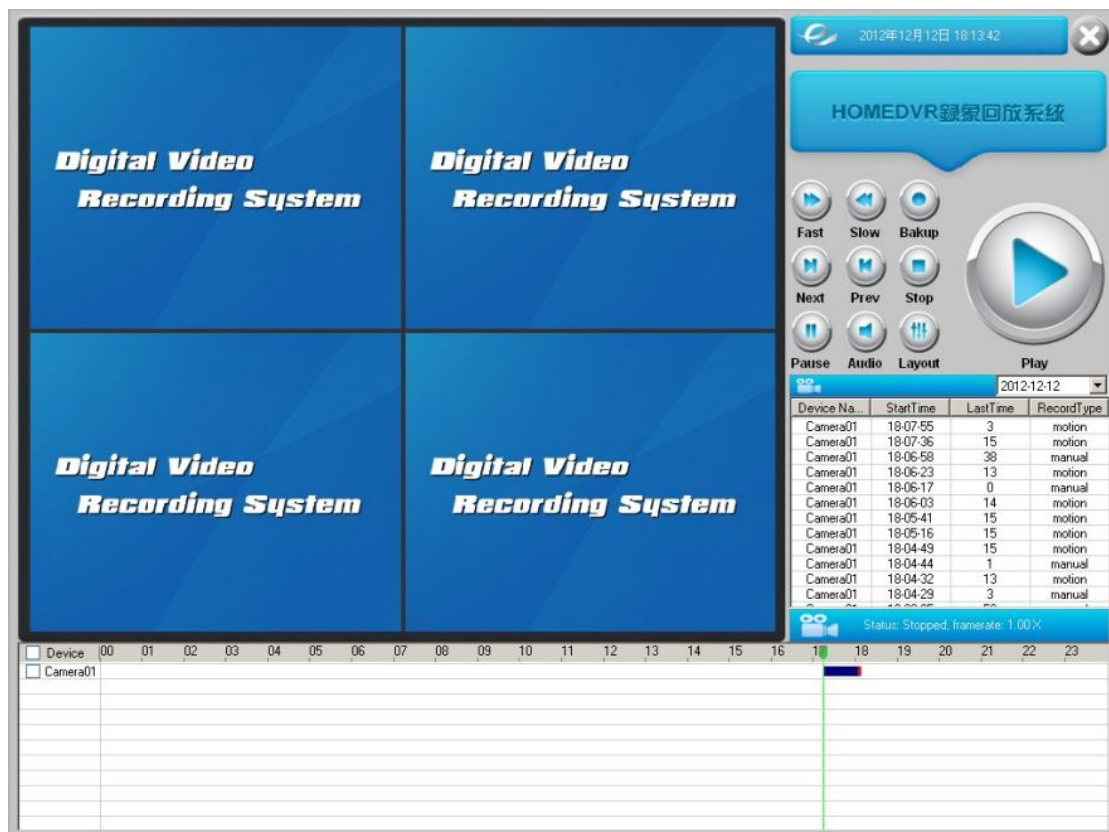 Digital Video
Recording System
Digital Video
Recording System
Digital Video
Recording System
Digital Video
Recording System
2012年12月12日 18:13:42
HOMEDVR録象回放系統
Fast Slow Bakup
Next Prev Stop
Pause Audio Layout Play
2012-12-12
Device Na... StartTime LastTime RecordType
Camera01 18-07-55 3 motion
Camera01 18-07-36 15 motion
Camera01 18-06-58 38 manual
Camera01 18-06-23 13 motion
Camera01 18-06-17 0 manual
Camera01 18-06-03 14 motion
Camera01 18-05-41 15 motion
Camera01 18-05-16 15 motion
Camera01 18-04-49 15 motion
Camera01 18-04-44 1 manual
Camera01 18-04-32 13 motion
Camera01 18-04-29 3 manual
Status: Stopped, framerate: 1.00X
Device 00 01 02 03 04 05 06 07 08 09 10 11 12 13 14 15 16 17 18 19 20 21 22 23
Camera01